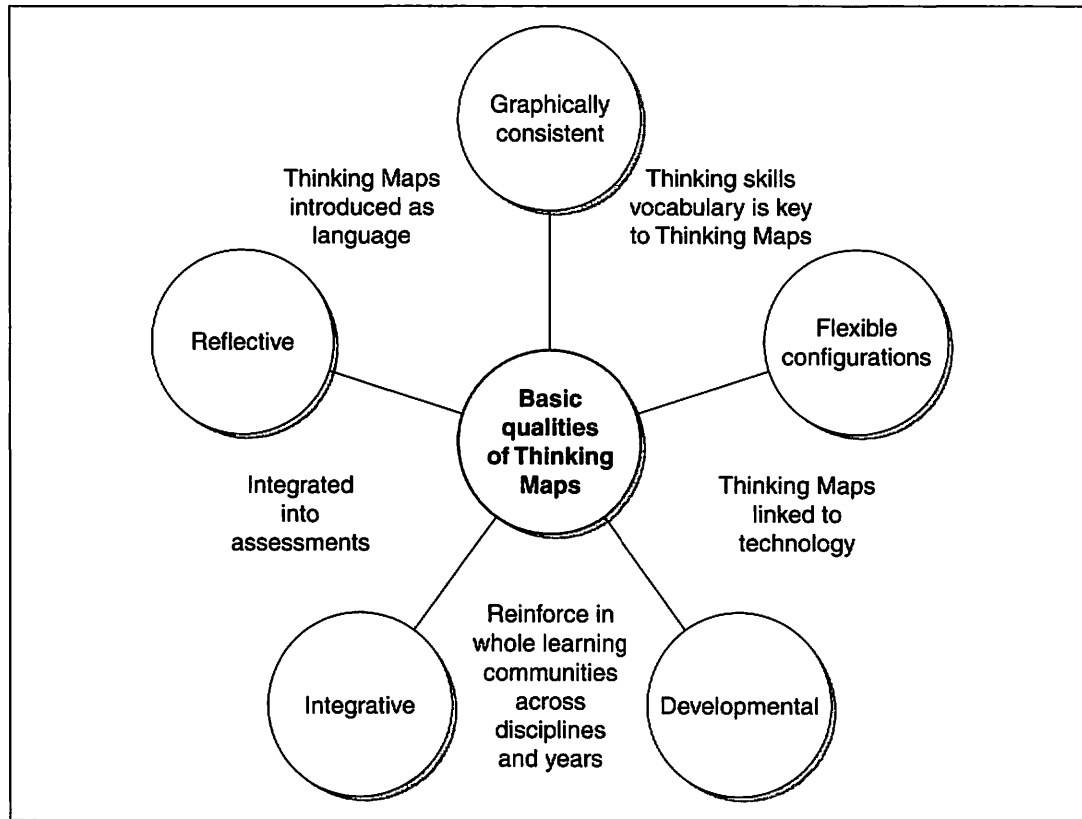 Graphically
consistent
Thinking Maps
introduced as
language
Thinking skills
vocabulary is key
to Thinking Maps
Reflective
Flexible
configurations
Basic
qualities
of Thinking
Maps
Integrated
into
assessments
Thinking Maps
linked to
technology
Integrative
Reinforce in
whole learning
communities
across
disciplines
and years
Developmental